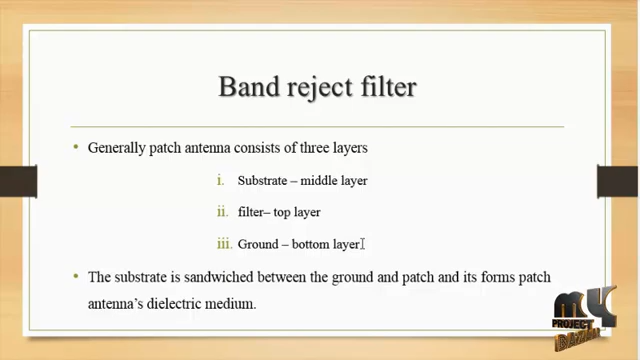 Band reject filter
• Generally patch antenna consists of three layers
i. Substrate – middle layer
ii. filter– top layer
iii. Ground – bottom layer
• The substrate is sandwiched between the ground and patch and its forms patch
antenna's dielectric medium.
PROJECT
BAZAAR